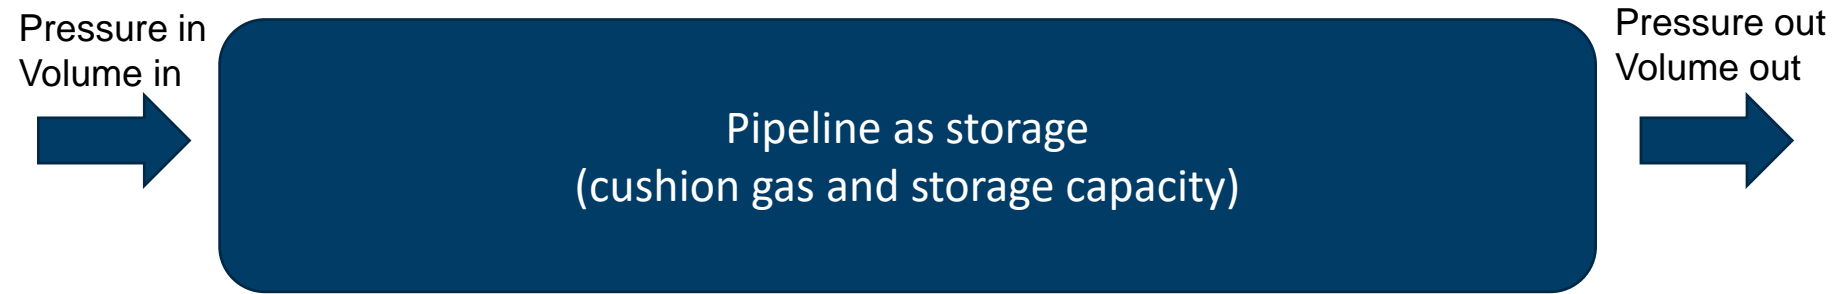 Pressure in
Volume in
Pipeline as storage
(cushion gas and storage capacity)
Pressure out
Volume out